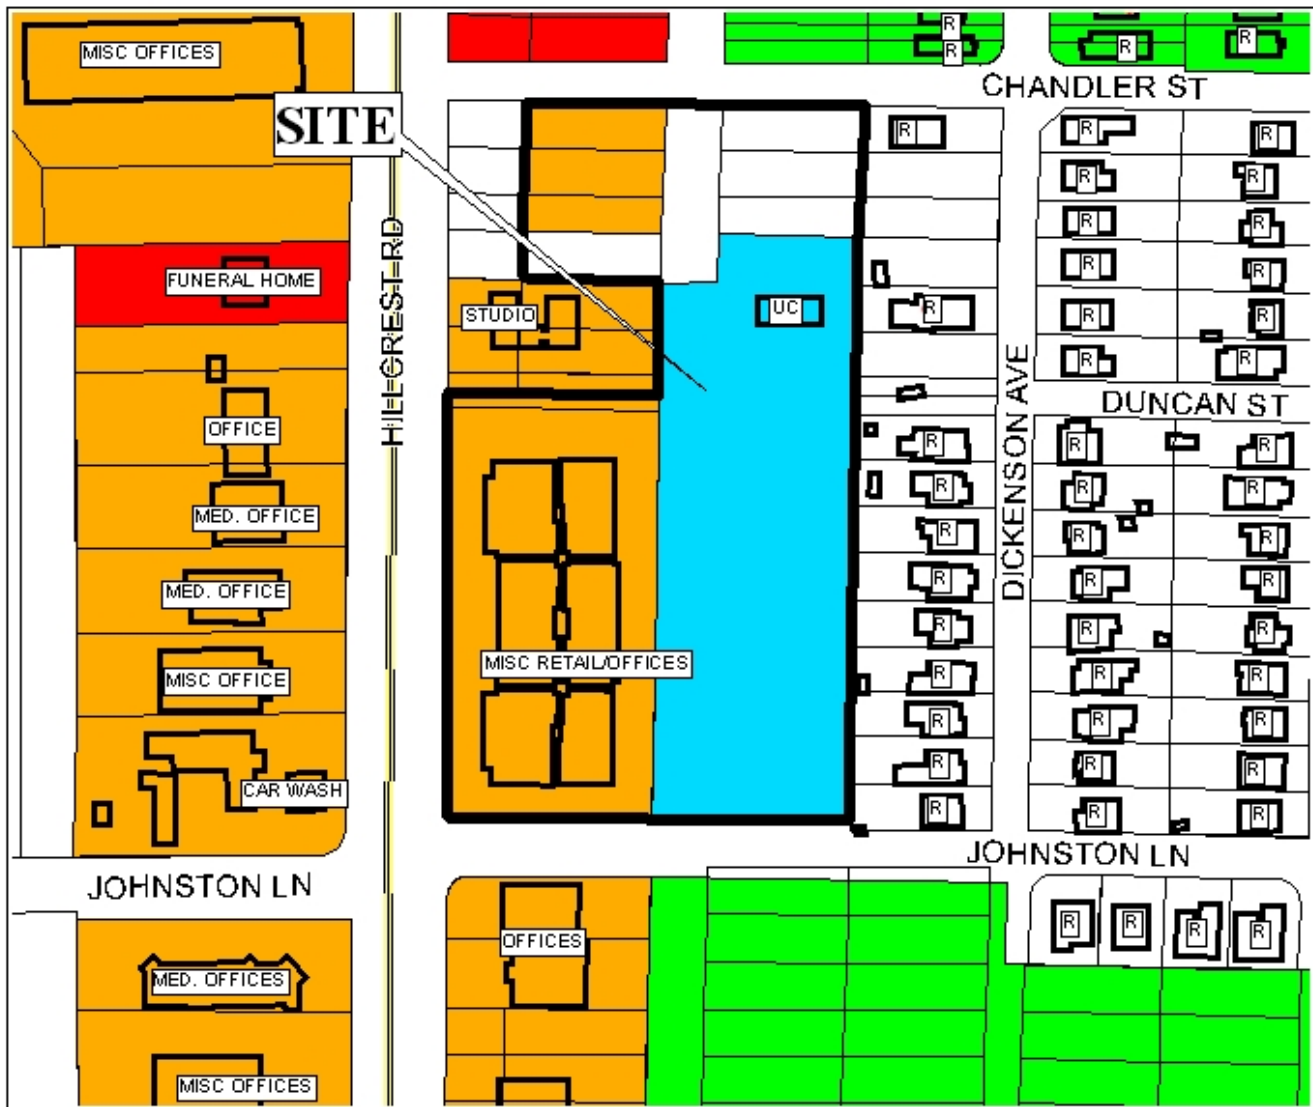 MISC OFFICES
R
R
R
R
CHANDLER ST
SITE
R
R
R
R
R
R
R
HILLCREST RD
R
R
FUNERAL HOME
STUDIO
UC
R
R
R
R
R
DICKENSON AVE
DUNCAN ST
OFFICE
R
R
R
R
R
R
MED. OFFICE
R
R
R
R
R
R
MED. OFFICE
R
R
R
MISC RETAIL/OFFICES
R
R
R
MISC OFFICE
R
R
R
R
R
R
CAR WASH
R
R
R
JOHNSTON LN
JOHNSTON LN
R
R
R
R
OFFICES
MED. OFFICES
MISC OFFICES